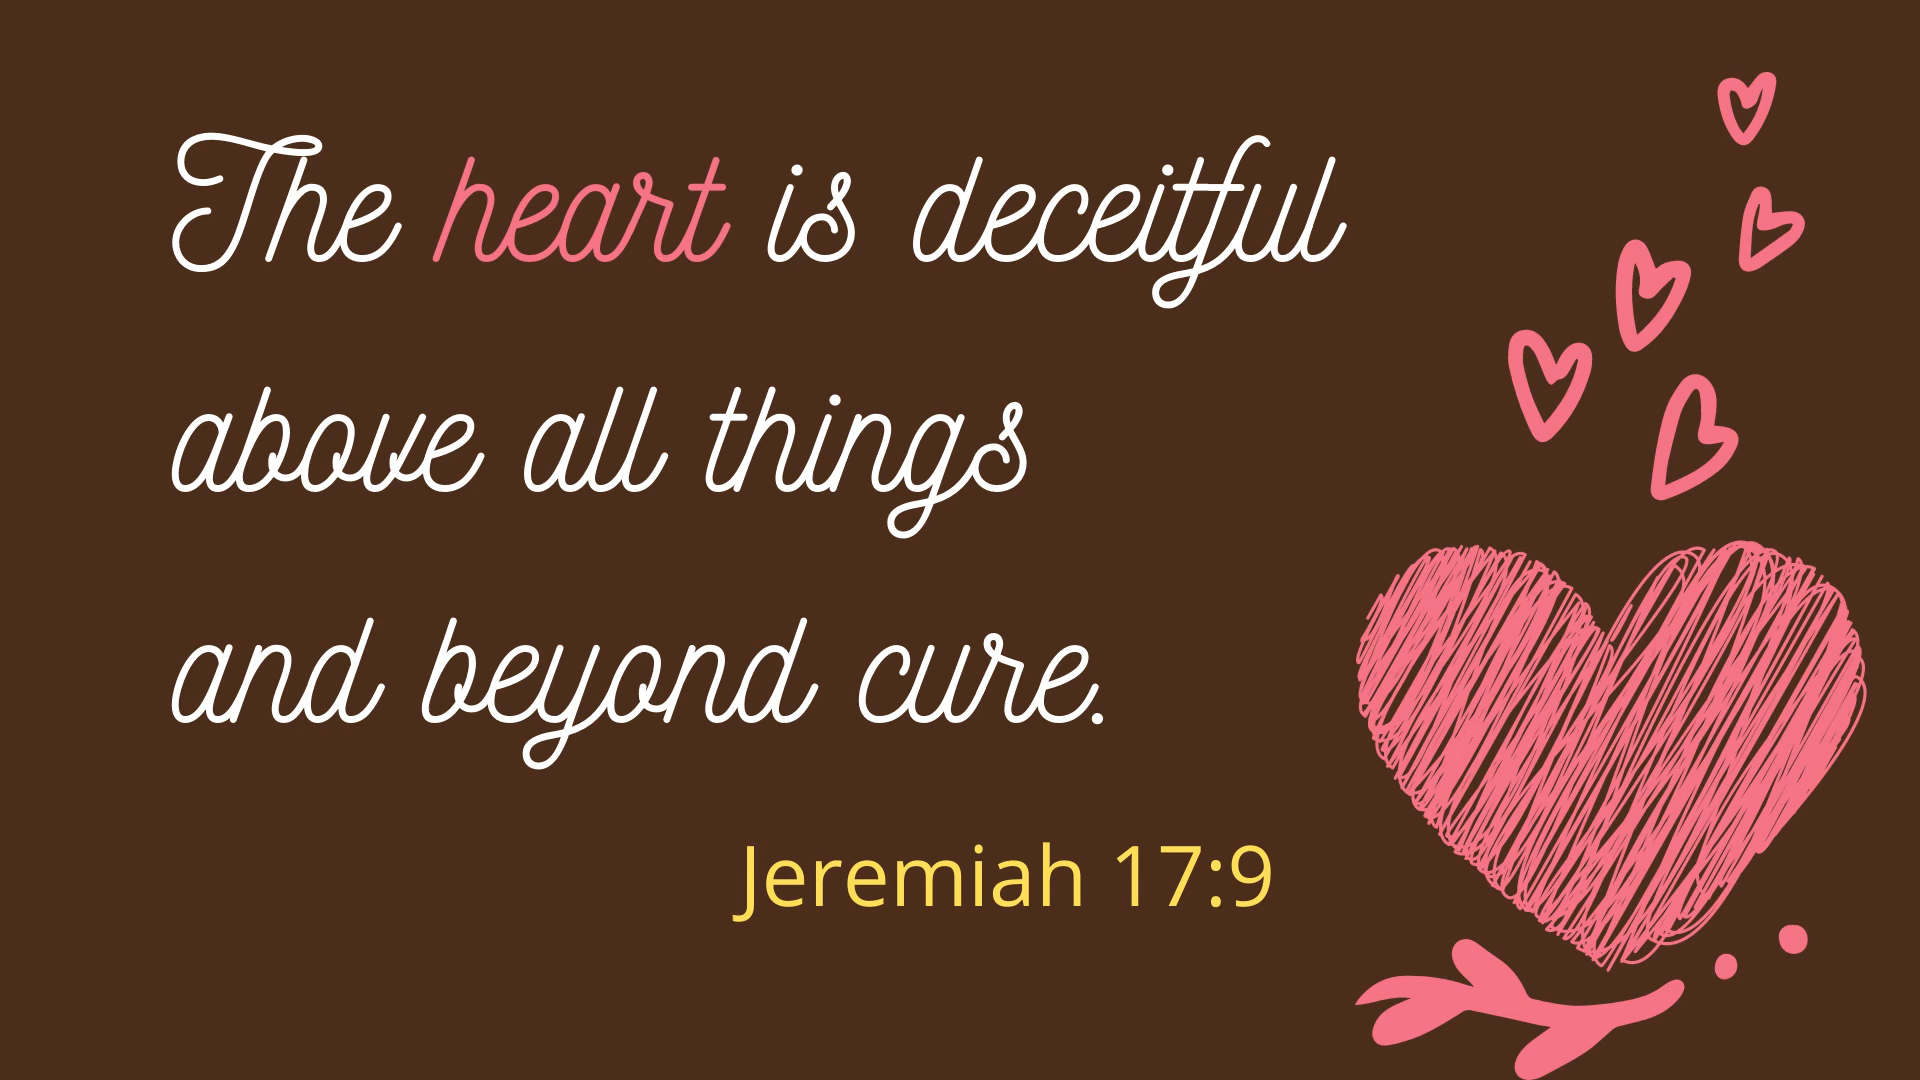 The heart is deceitful
above all things
and beyond cure.
Jeremiah 17:9